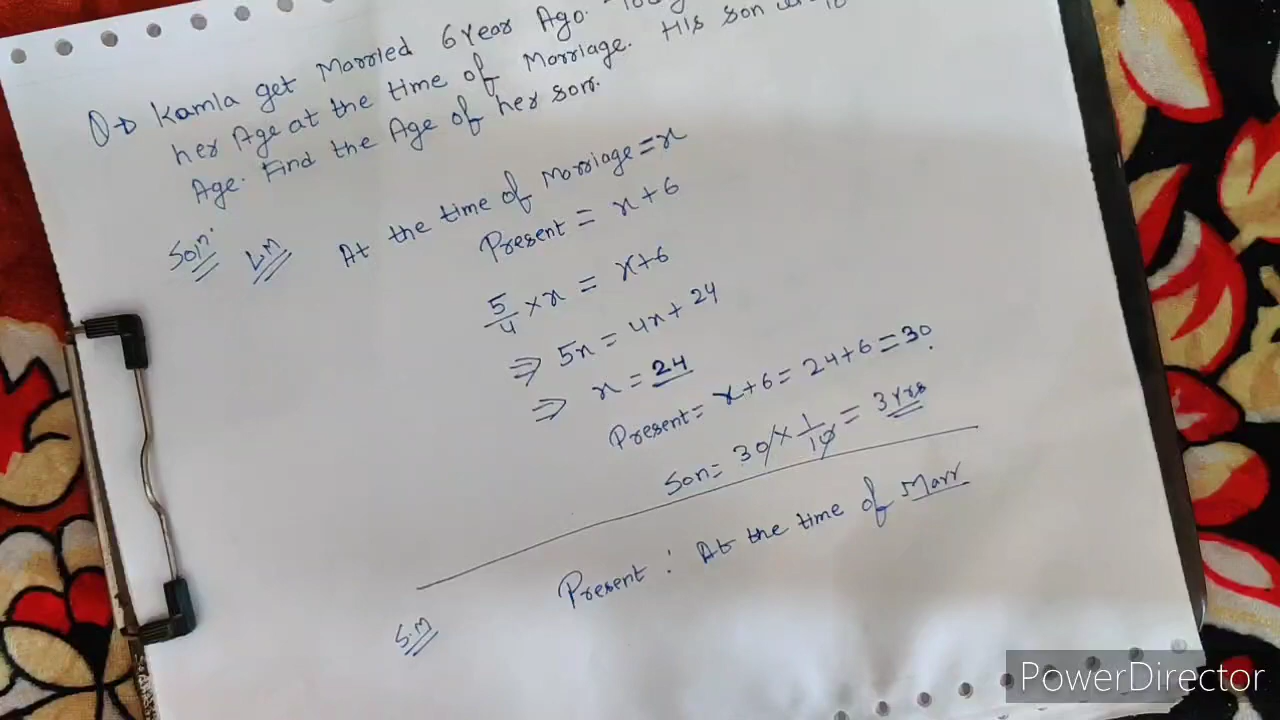 Q→ Kamla get Married 6 Year Ago.
her Age at the time of Marriage. His son
Age. Find the Age of her son.
Soln. L.M At the time of Marriage = x
Present = x+6
5/4 × x = x+6
⇒ 5x = 4x + 24
⇒ x = 24
Present = x+6 = 24+6 = 30.
Son = 30 × 1/10 = 3 Yrs
S.M Present : At the time of Marr
PowerDirector